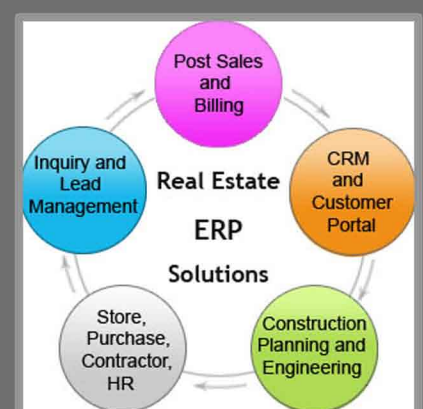 Post Sales
and
Billing
CRM
and
Customer
Portal
Construction
Planning and
Engineering
Store,
Purchase,
Contractor,
HR
Inquiry and
Lead
Management
Real Estate
ERP
Solutions